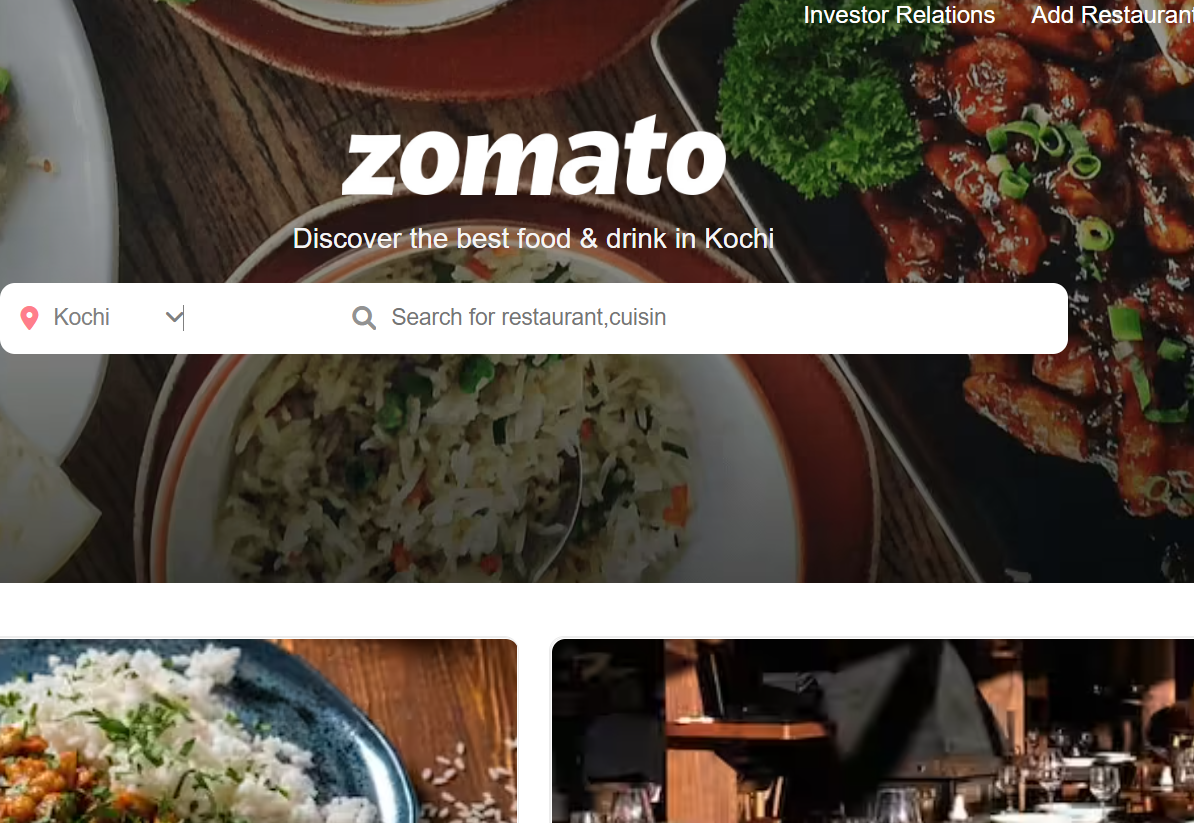 Investor Relations Add Restaurant
zomato
Discover the best food & drink in Kochi
Kochi
Search for restaurant,cuisin